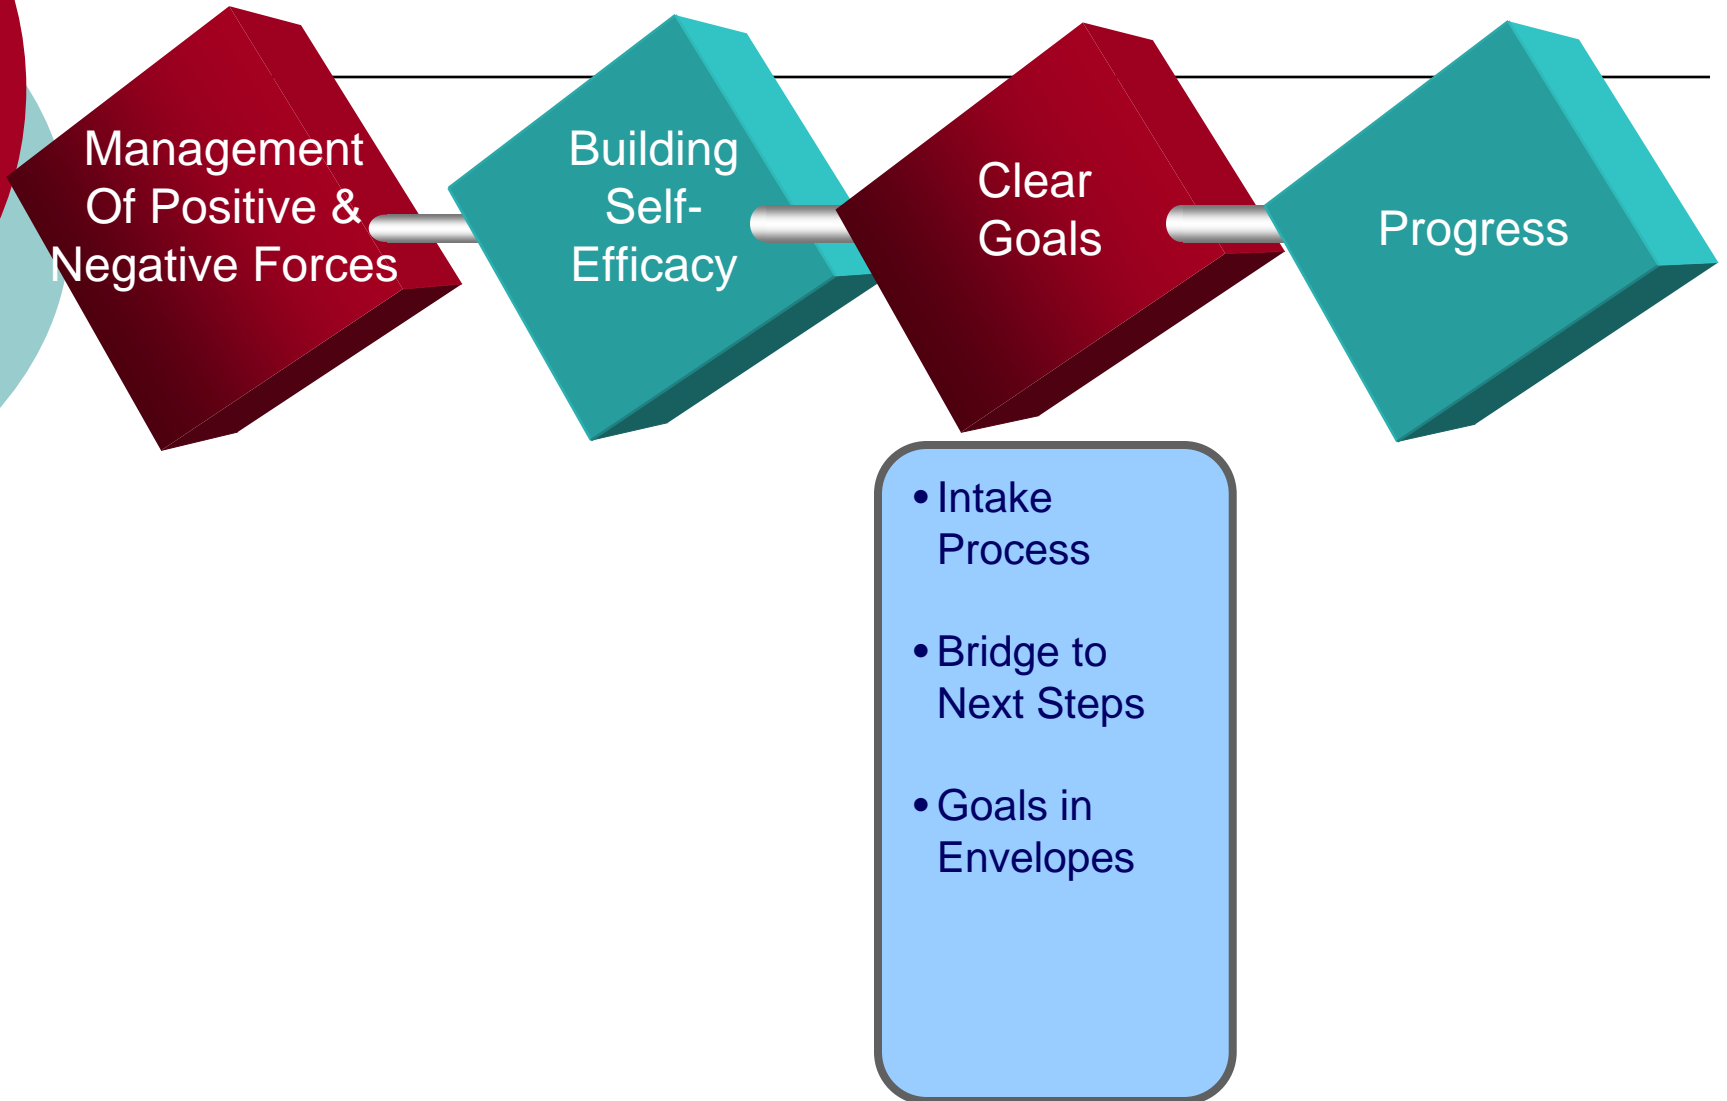 Management
Of Positive &
Negative Forces
Building
Self-
Efficacy
Clear
Goals
Progress
• Intake
Process
• Bridge to
Next Steps
• Goals in
Envelopes